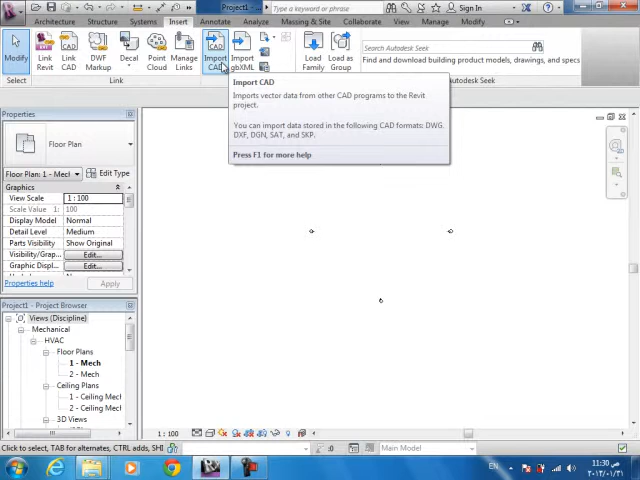 Project1 -
Type a keyword or phrase
Sign In
Architecture Structure Systems Insert Annotate Analyze Massing & Site Collaborate View Manage Modify
Modify
Link Revit
Link CAD
DWF Markup
Decal
Point Cloud
Manage Links
Import CAD
Import gbXML
Load Family
Load as Group
Search Autodesk Seek
Find and download building product models, drawings, and specs
Select
Link
Autodesk Seek
Import CAD
Imports vector data from other CAD programs to the Revit
project.
You can import data stored in the following CAD formats: DWG,
DXF, DGN, SAT, and SKP.
Press F1 for more help
Properties
Floor Plan
Floor Plan: 1 - Mech
Edit Type
Graphics
View Scale 1 : 100
Scale Value 1: 100
Display Model Normal
Detail Level Medium
Parts Visibility Show Original
Visibility/Grap... Edit...
Graphic Displ... Edit...
Properties help
Apply
Project1 - Project Browser
Views (Discipline)
Mechanical
HVAC
Floor Plans
1 - Mech
2 - Mech
Ceiling Plans
1 - Ceiling Mech
2 - Ceiling Mech
3D Views
1 : 100
Click to select, TAB for alternates, CTRL adds, SHI
:0
Main Model
EN
11:30 ص
٢٠١٢/٠١/٣١